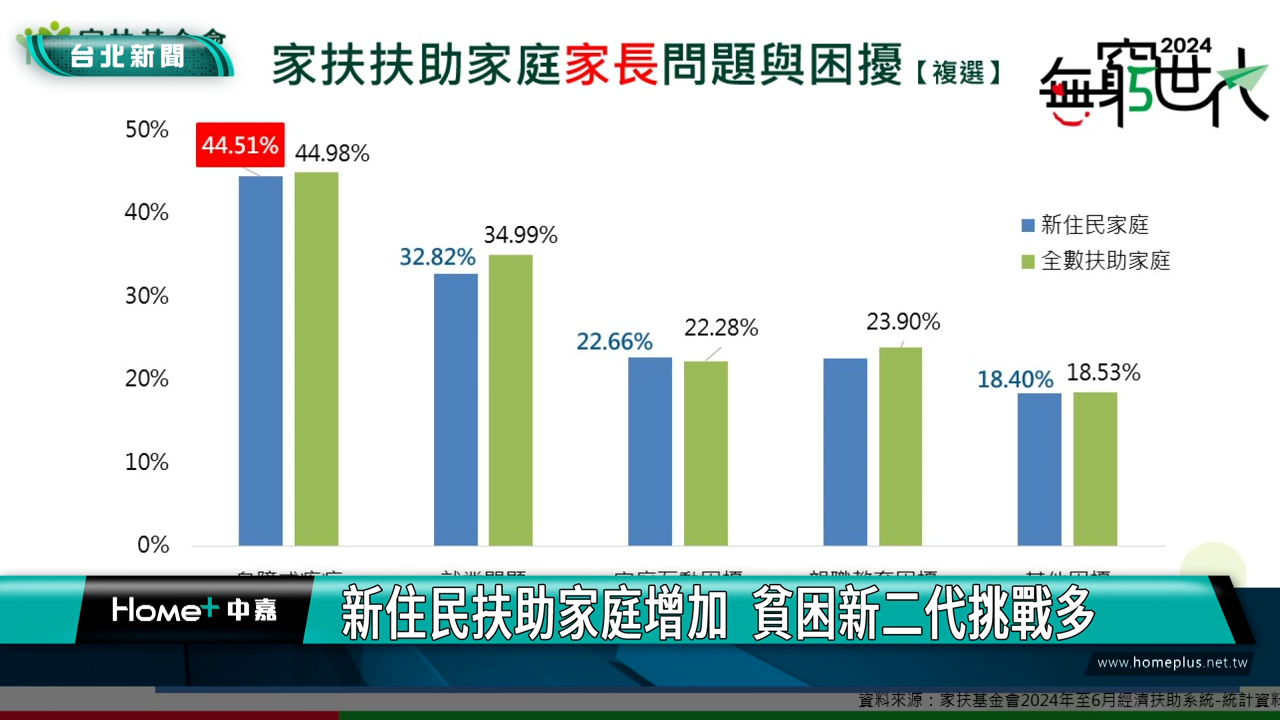 台北新聞
家扶扶助家庭家長問題與困擾【複選】
2024
無窮世代
50%
40%
30%
20%
10%
0%
44.51%
44.98%
32.82%
34.99%
22.66%
22.28%
23.90%
18.40%
18.53%
新住民家庭
全數扶助家庭
Home+中嘉
新住民扶助家庭增加 貧困新二代挑戰多
www.homeplus.net.tw
資料來源：家扶基金會2024年至6月經濟扶助系統-統計資料